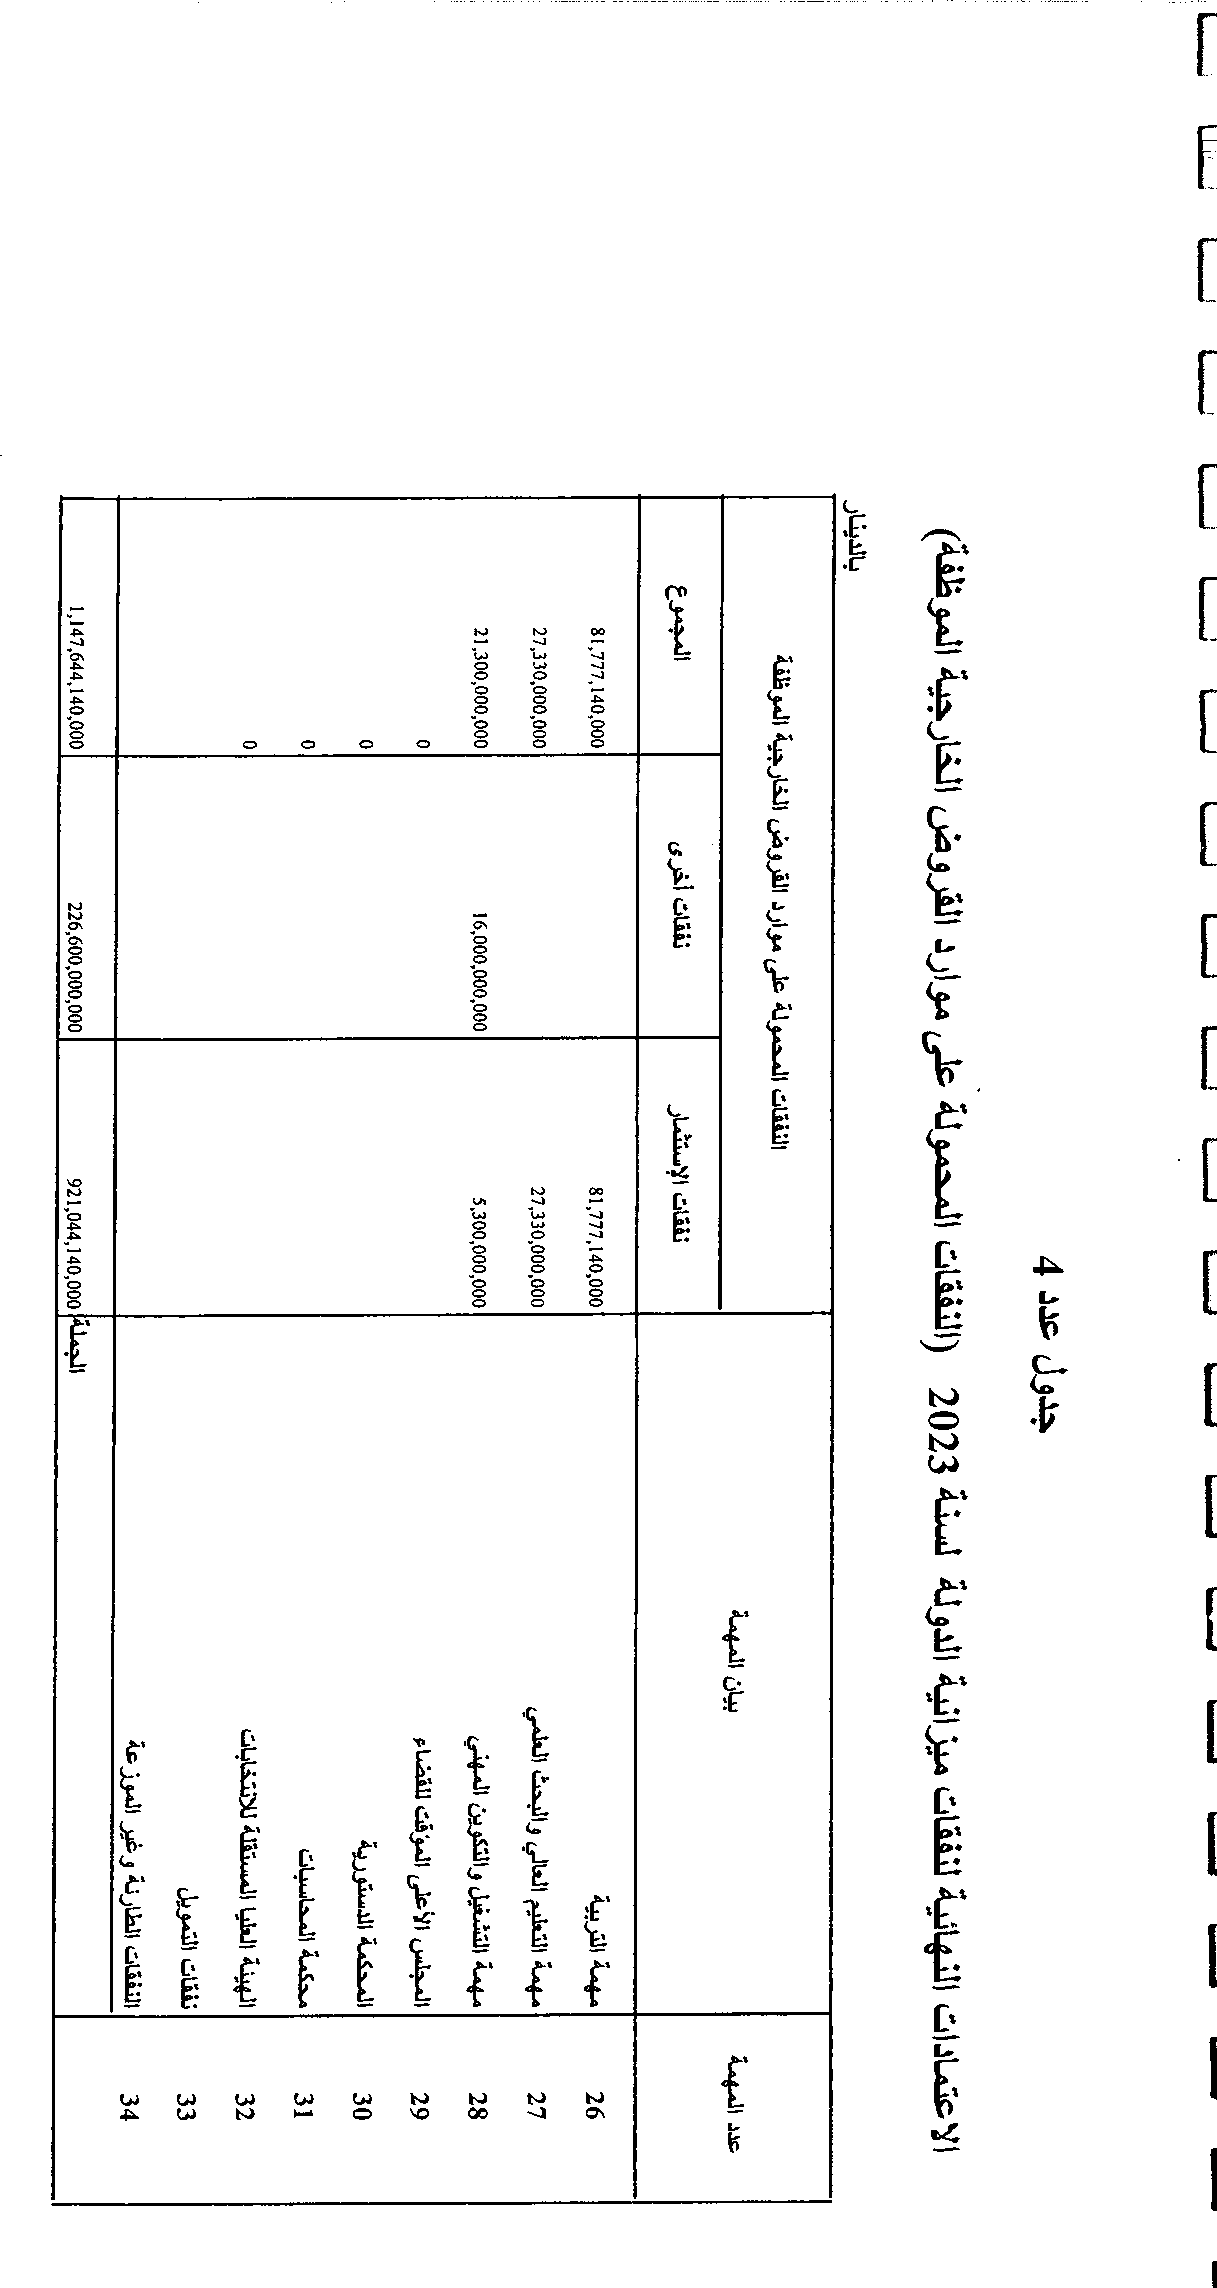 جدول عدد 4
الاعتمادات النهائية لنفقات ميزانية الدولة لسنة 2023 (النفقات المحمولة على موارد القروض الخارجية الموظفة)
بالدينار
عدد المهمة بيان المهمة النفقات المحمولة على موارد القروض الخارجية الموظفة
نفقات الإستثمار نفقات أخرى المجموع
26 مهمة التربية 81,777,140,000 81,777,140,000
27 مهمة التعليم العالي والبحث العلمي 27,330,000,000 27,330,000,000
28 مهمة التشغيل والتكوين المهني 5,300,000,000 16,000,000,000 21,300,000,000
29 المجلس الأعلى المؤقت للقضاء 0
30 المحكمة الدستورية 0
31 محكمة المحاسبات 0
32 الهيئة العليا المستقلة للانتخابات 0
33 نفقات التمويل
34 النفقات الطارئة وغير الموزعة
الجملة 921,044,140,000 226,600,000,000 1,147,644,140,000